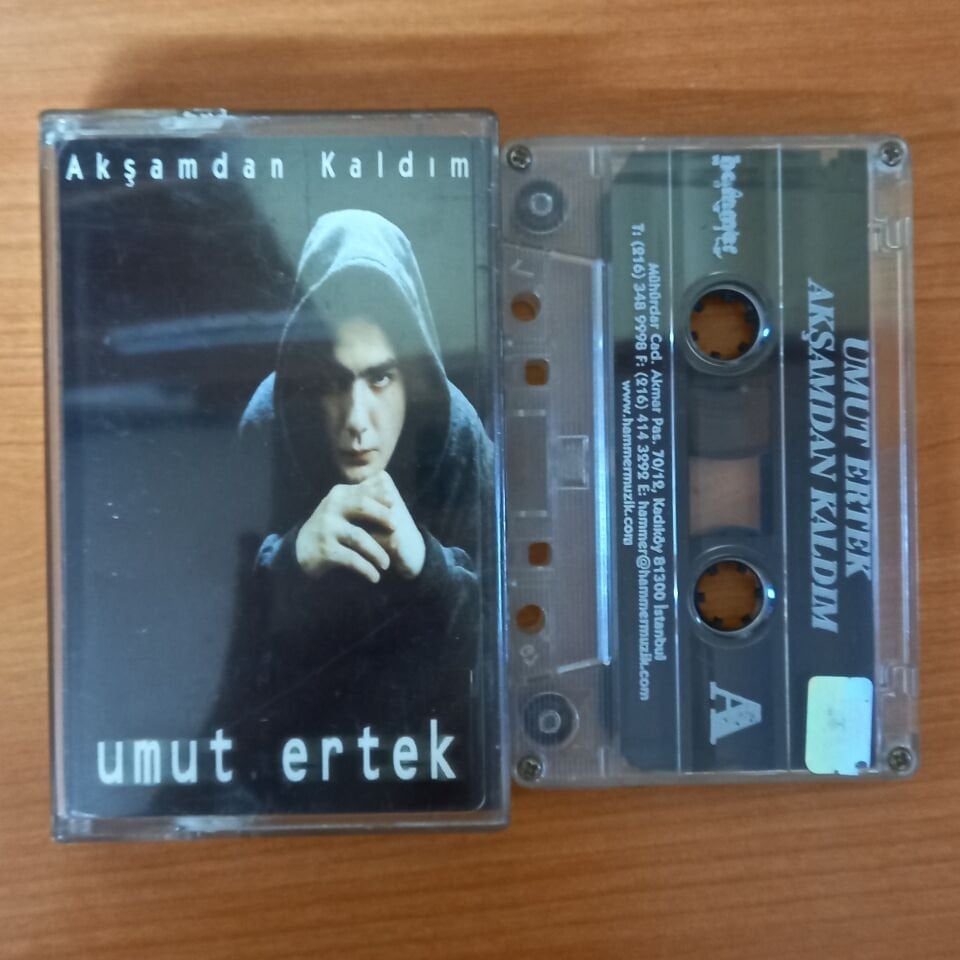 Akşamdan Kaldım
umut ertek
UMUT ERTEK
AKŞAMDAN KALDIM
A
Mühürdar Cad. Akmar Pas. 70/12, Kadıköy 81300 İstanbul
T: (216) 348 9998 F: (216) 414 3292 E: hammer@hammermuzik.com
www.hammermuzik.com